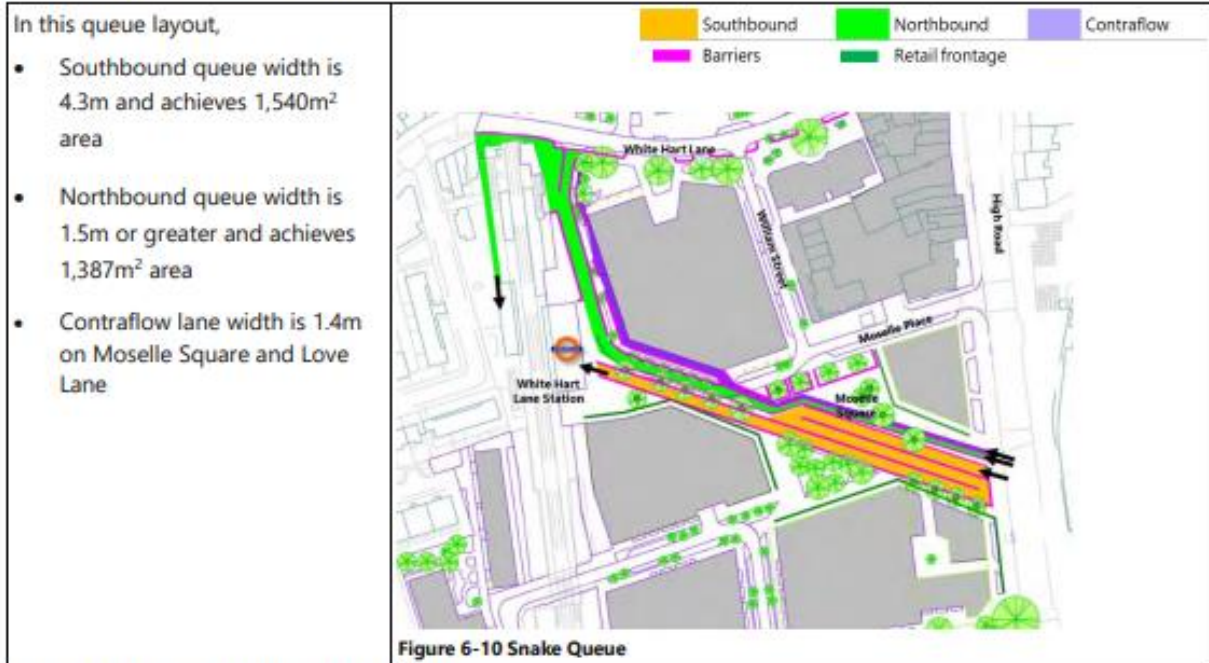 In this queue layout,
• Southbound queue width is
4.3m and achieves 1,540m²
area
• Northbound queue width is
1.5m or greater and achieves
1,387m² area
• Contraflow lane width is 1.4m
on Moselle Square and Love
Lane
Southbound
Northbound
Contraflow
Barriers
Retail frontage
White Hart Lane
William Street
High Road
Moselle Place
White Hart
Lane Station
Moselle
Square
Figure 6-10 Snake Queue